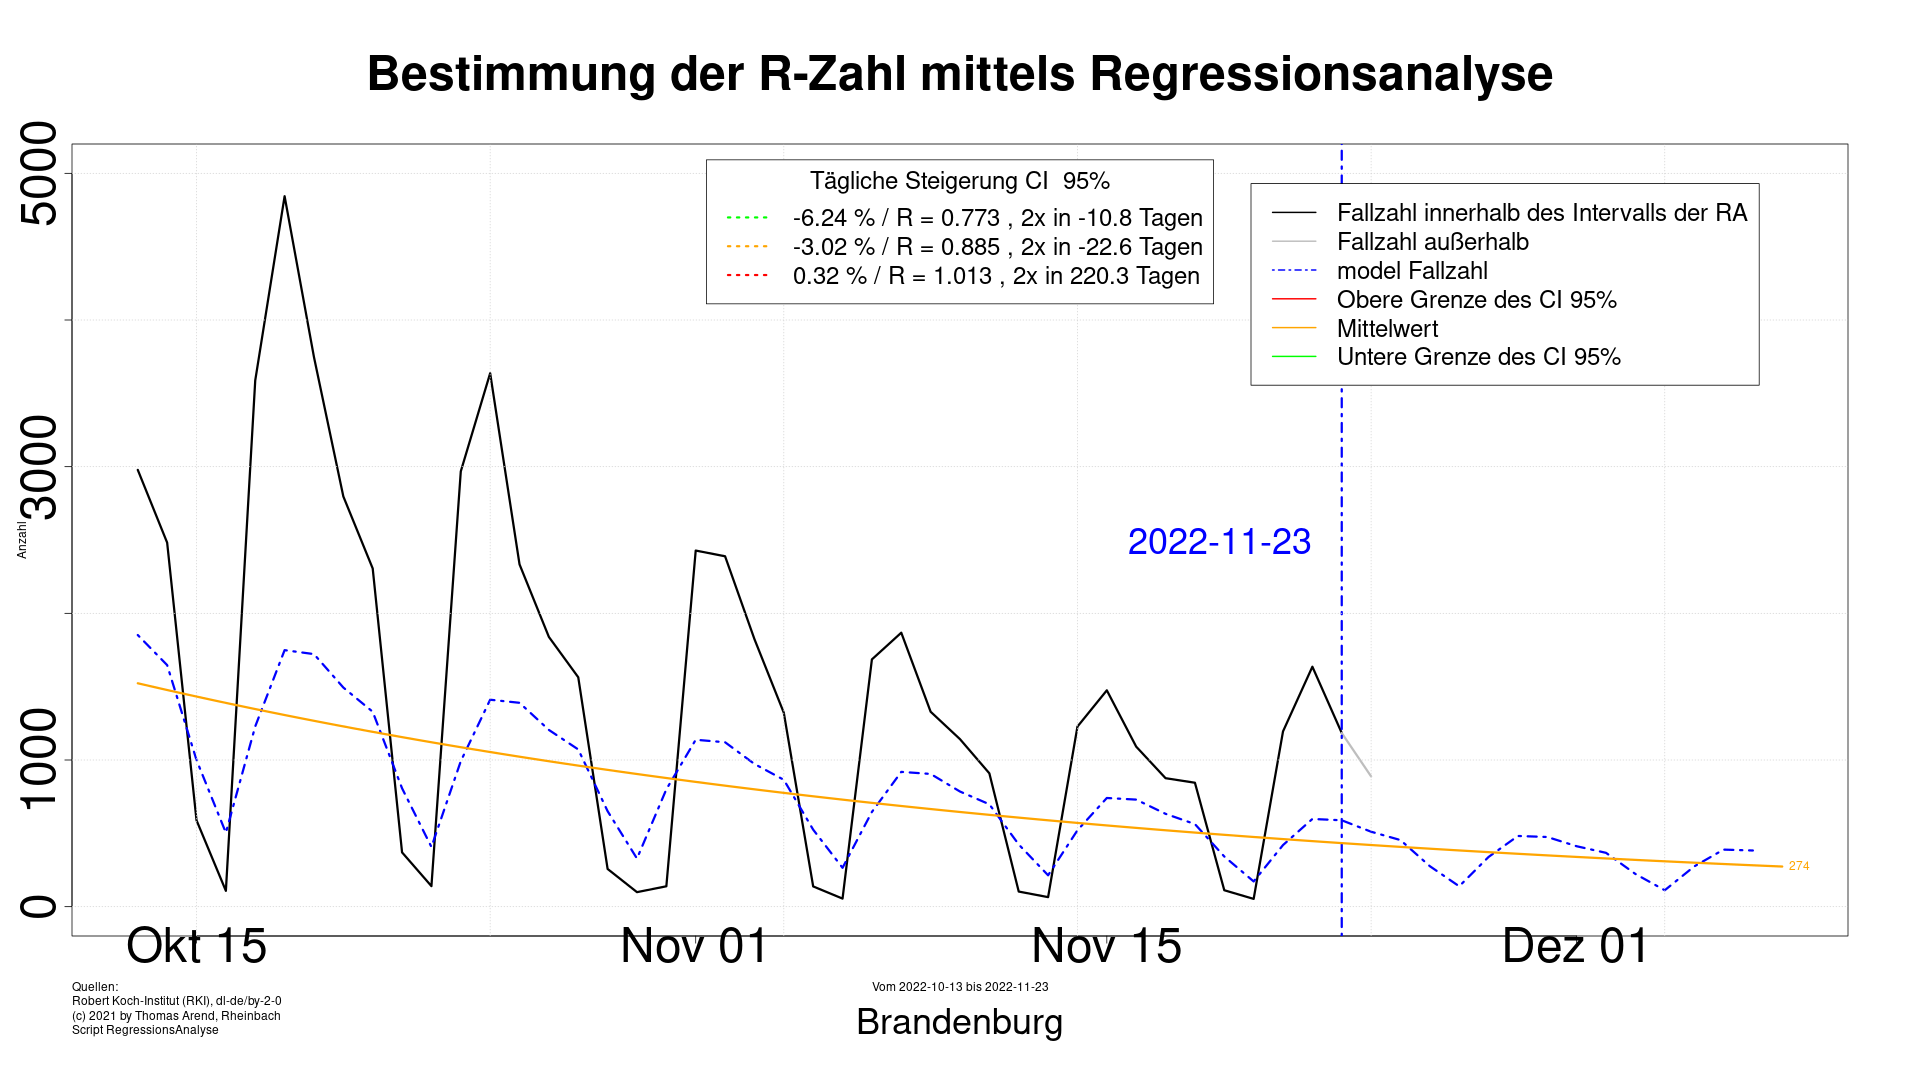 Bestimmung der R-Zahl mittels Regressionsanalyse
Tägliche Steigerung CI  95%
-6.24 % / R = 0.773 , 2x in -10.8 Tagen
-3.02 % / R = 0.885 , 2x in -22.6 Tagen
0.32 % / R = 1.013 , 2x in 220.3 Tagen
Fallzahl innerhalb des Intervalls der RA
Fallzahl außerhalb
model Fallzahl
Obere Grenze des CI 95%
Mittelwert
Untere Grenze des CI 95%
5000
3000
1000
0
Anzahl
2022-11-23
274
Okt 15
Nov 01
Nov 15
Dez 01
Quellen:
Robert Koch-Institut (RKI), dl-de/by-2-0
(c) 2021 by Thomas Arend, Rheinbach
Script RegressionsAnalyse
Vom 2022-10-13 bis 2022-11-23
Brandenburg